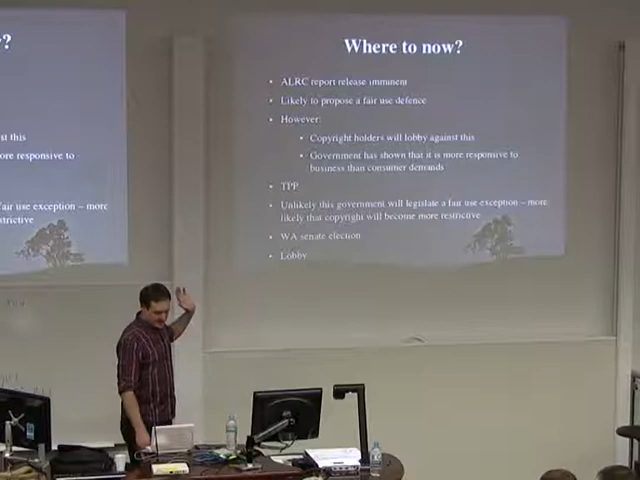 ?
st this
ore responsive to
air use exception – more
strictive
Where to now?
• ALRC report release imminent
• Likely to propose a fair use defence
• However:
• Copyright holders will lobby against this
• Government has shown that it is more responsive to
business than consumer demands
• TPP
• Unlikely this government will legislate a fair use exception – more
likely that copyright will become more restrictive
• WA senate election
• Lobby